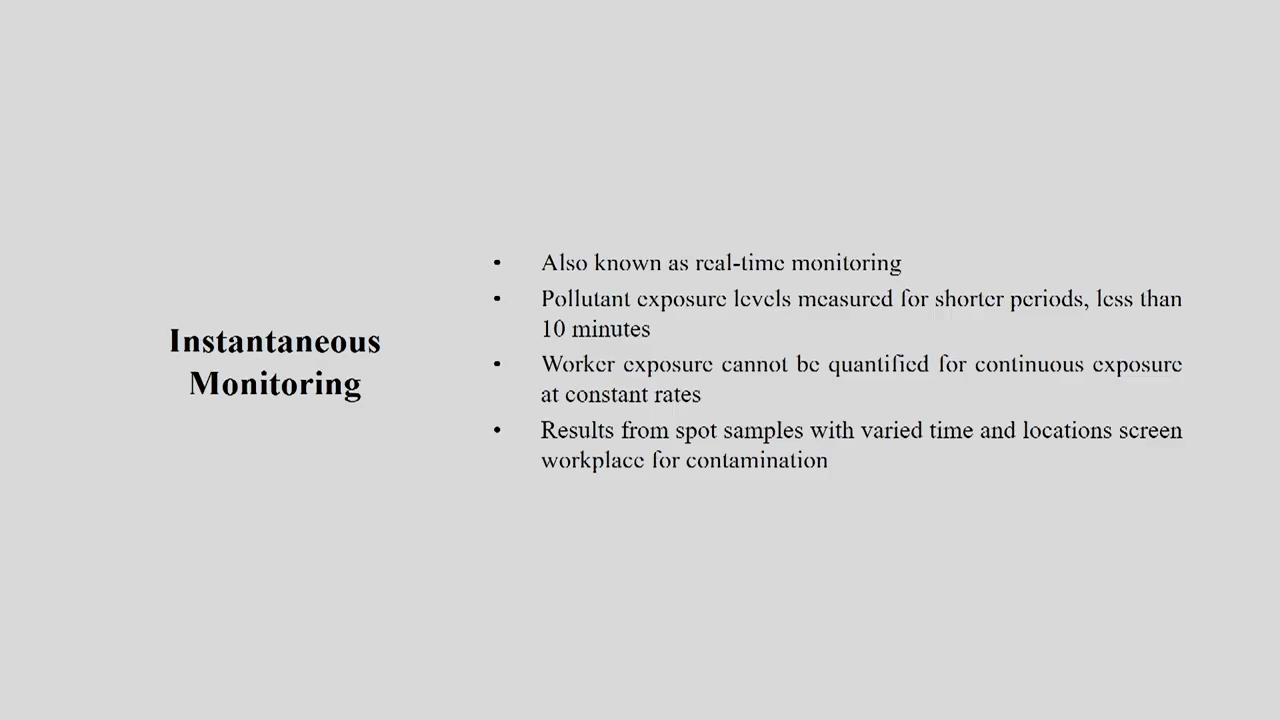 Instantaneous
Monitoring
• Also known as real-time monitoring
• Pollutant exposure levels measured for shorter periods, less than
10 minutes
• Worker exposure cannot be quantified for continuous exposure
at constant rates
• Results from spot samples with varied time and locations screen
workplace for contamination